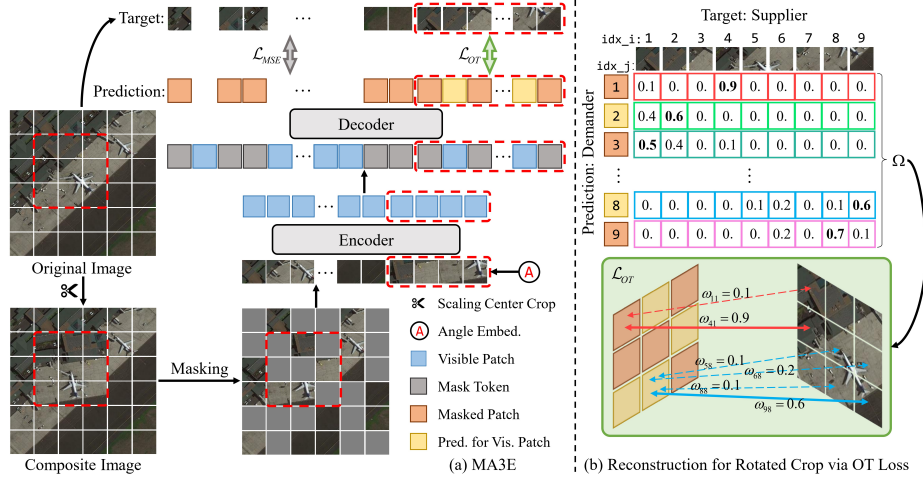 Target:
...
ℒ_MSE
ℒ_OT
Prediction:
...
...
Decoder
...
...
...
Encoder
...
A
Original Image
Scaling Center Crop
A Angle Embed.
Visible Patch
Mask Token
Masked Patch
Pred. for Vis. Patch
Masking
Composite Image
(a) MA3E
Target: Supplier
idx_i: 1 2 3 4 5 6 7 8 9
idx_j:
Prediction: Demander
1 0.1 0. 0. 0.9 0. 0. 0. 0. 0.
2 0.4 0.6 0. 0. 0. 0. 0. 0. 0.
3 0.5 0.4 0. 0.1 0. 0. 0. 0. 0.
⋮ ⋮
8 0. 0. 0. 0. 0.1 0.2 0. 0.1 0.6
9 0. 0. 0. 0. 0. 0.2 0. 0.7 0.1
Ω
ℒ_OT
ω₁₁ = 0.1
ω₄₁ = 0.9
ω₅₈ = 0.1
ω₆₈ = 0.2
ω₈₈ = 0.1
ω₉₈ = 0.6
(b) Reconstruction for Rotated Crop via OT Loss